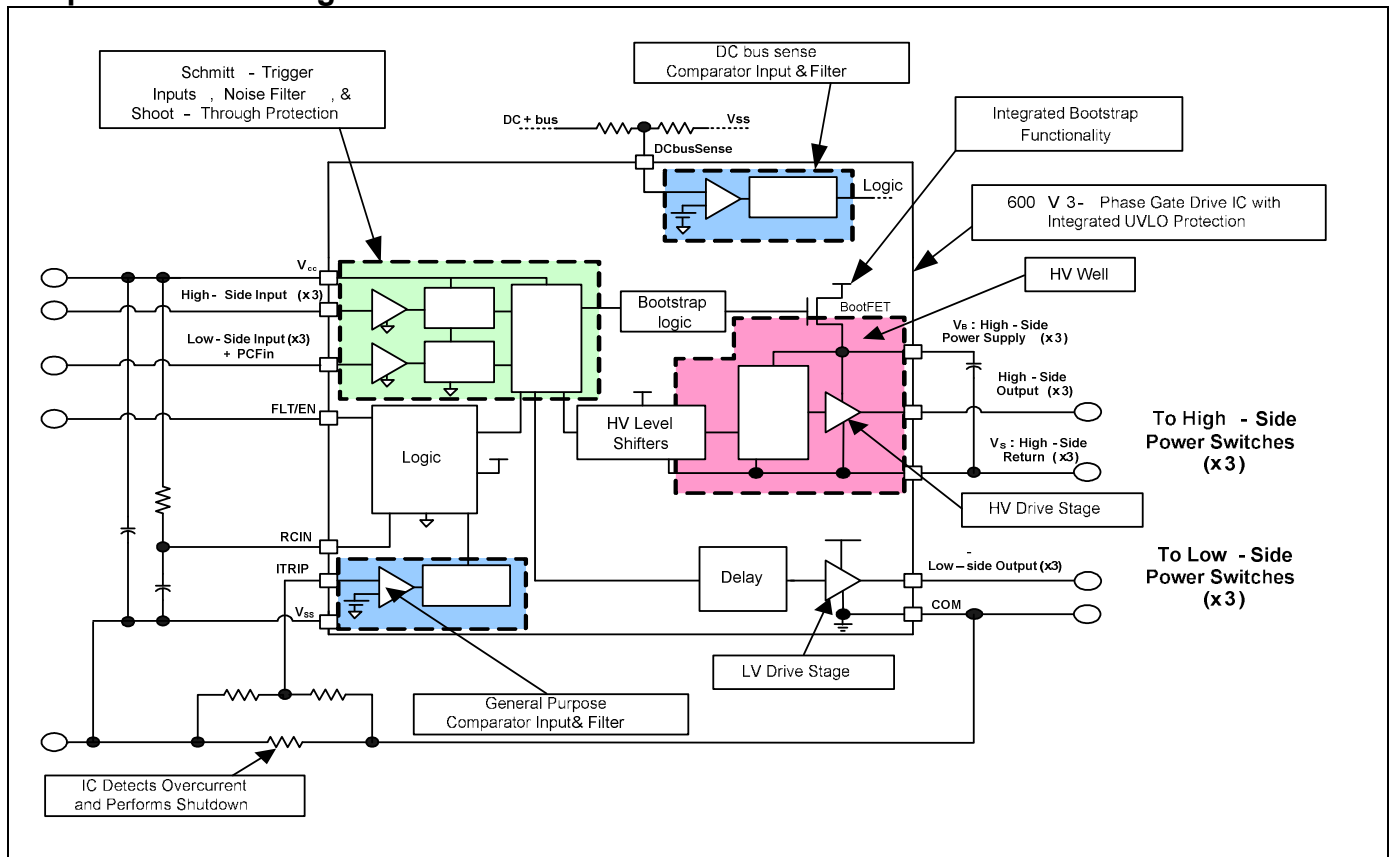 Schmitt - Trigger
Inputs , Noise Filter , &
Shoot - Through Protection
DC bus sense
Comparator Input & Filter
DC + bus
Vss
DCbusSense
Integrated Bootstrap
Functionality
Logic
600 V 3- Phase Gate Drive IC with
Integrated UVLO Protection
HV Well
Vcc
High- Side Input (x3)
Low-Side Input (x3)
+ PCFin
FLT/EN
Bootstrap
logic
BootFET
VB : High-Side
Power Supply (x3)
High-Side
Output (x3)
VS : High-Side
Return (x3)
To High - Side
Power Switches
(x3)
HV Level
Shifters
Logic
HV Drive Stage
RCIN
ITRIP
VSS
Delay
-
Low-side Output (x3)
COM
To Low - Side
Power Switches
(x3)
LV Drive Stage
General Purpose
Comparator Input& Filter
IC Detects Overcurrent
and Performs Shutdown